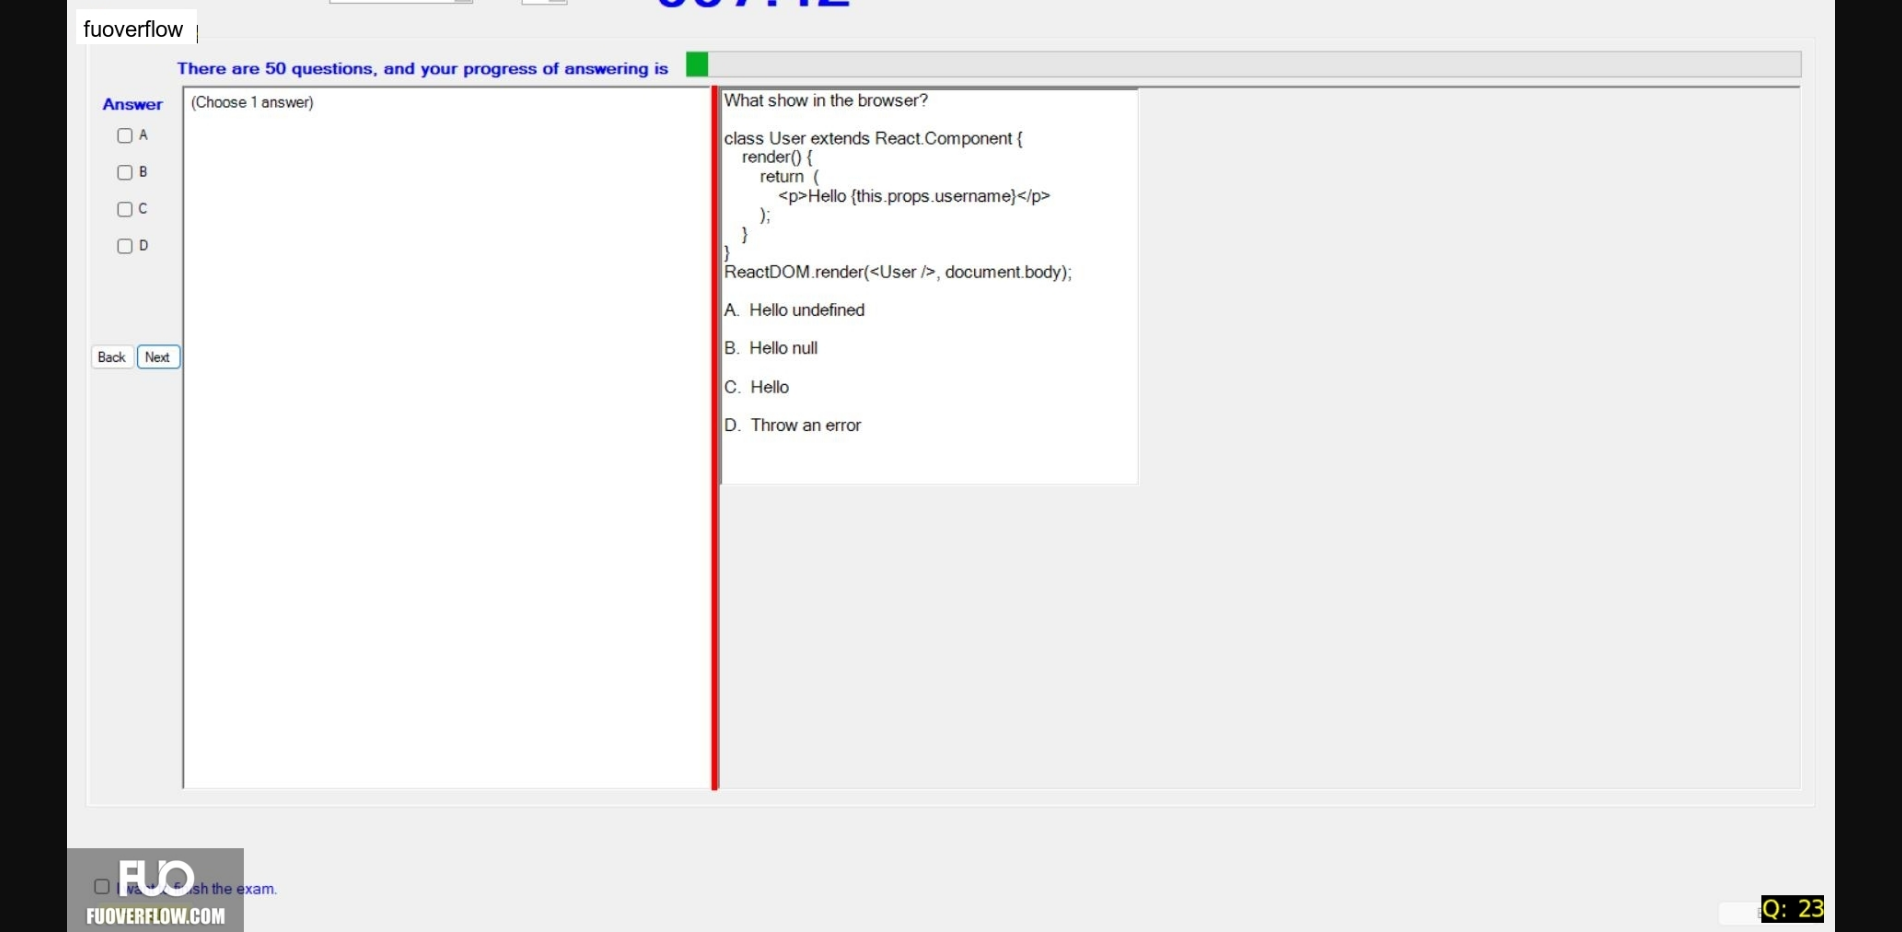 fuoverflow
There are 50 questions, and your progress of answering is
Answer
(Choose 1 answer)
A
B
C
D
Back Next
What show in the browser?
class User extends React.Component {
render() {
return (
<p>Hello {this.props.username}</p>
);
}
}
ReactDOM.render(<User />, document.body);
A. Hello undefined
B. Hello null
C. Hello
D. Throw an error
FUO
sh the exam.
FUOVERFLOW.COM
Q: 23